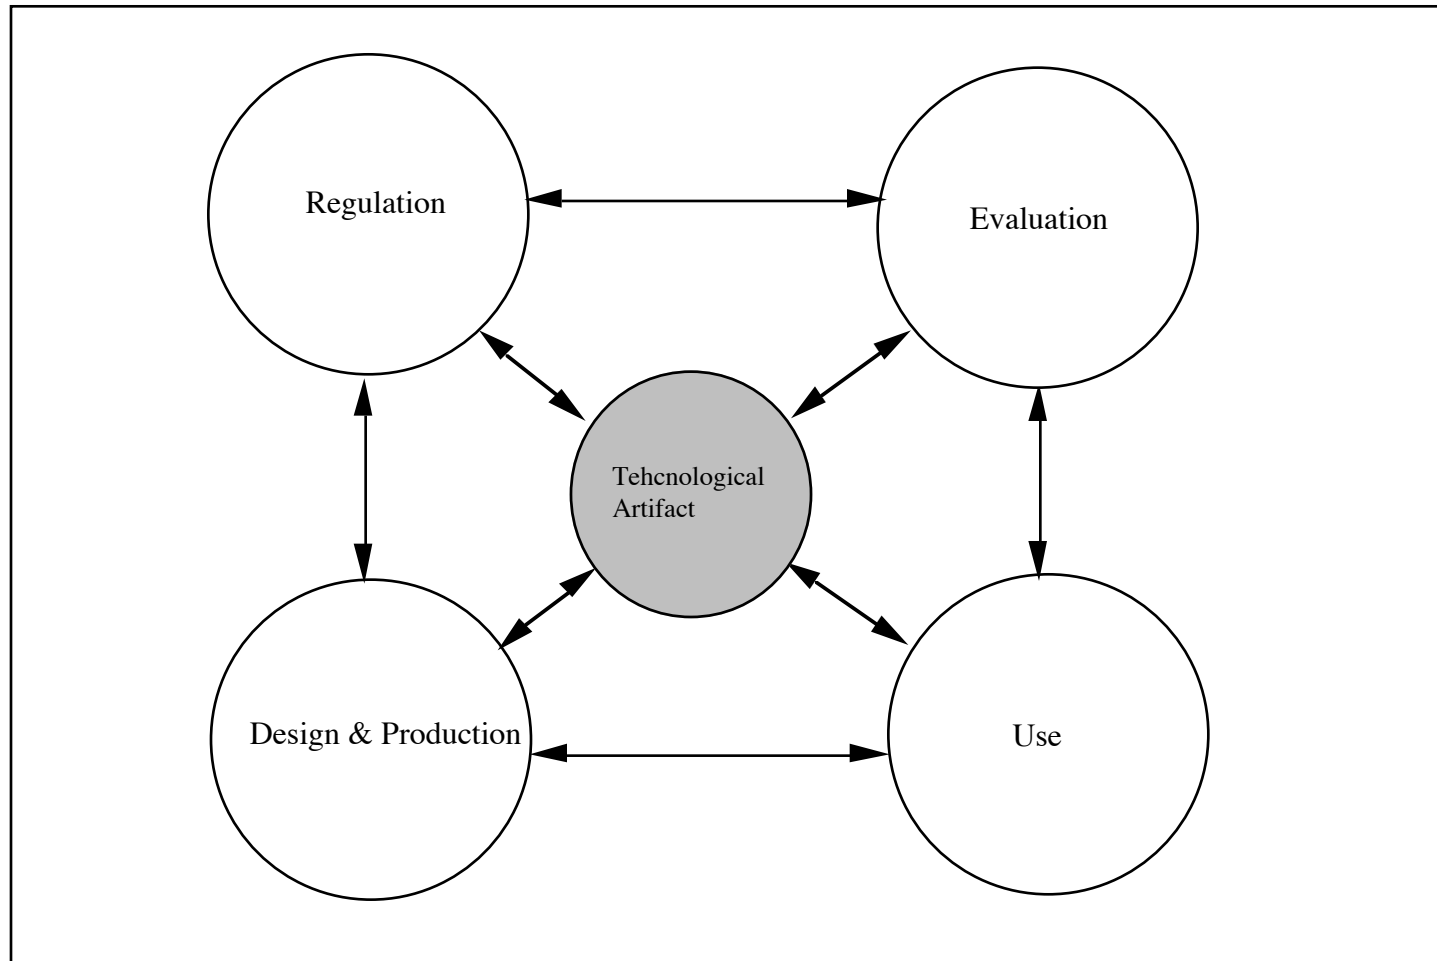 Regulation
Evaluation
Tehcnological
Artifact
Design & Production
Use